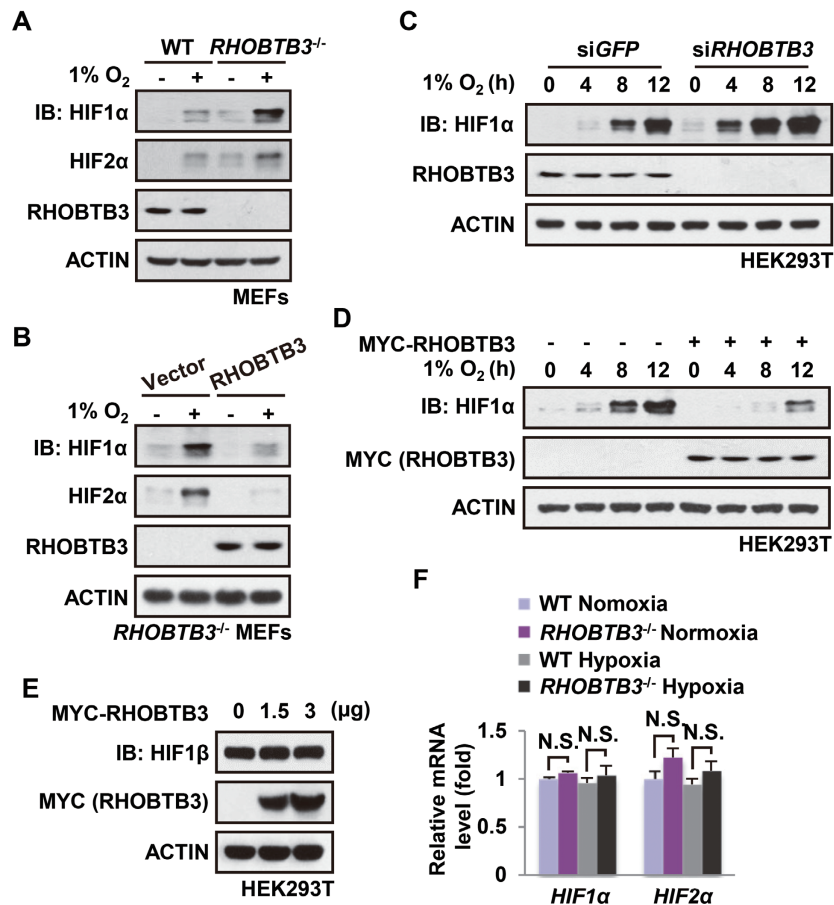 A
WT RHOBTB3-/-
1% O2 - + - +
IB: HIF1α
HIF2α
RHOBTB3
ACTIN
MEFs
B
Vector RHOBTB3
1% O2 - + - +
IB: HIF1α
HIF2α
RHOBTB3
ACTIN
RHOBTB3-/- MEFs
C
siGFP siRHOBTB3
1% O2 (h) 0 4 8 12 0 4 8 12
IB: HIF1α
RHOBTB3
ACTIN
HEK293T
D
MYC-RHOBTB3 - - - - + + + +
1% O2 (h) 0 4 8 12 0 4 8 12
IB: HIF1α
MYC (RHOBTB3)
ACTIN
HEK293T
E
MYC-RHOBTB3 0 1.5 3 (μg)
IB: HIF1β
MYC (RHOBTB3)
ACTIN
HEK293T
F
WT Nomoxia
RHOBTB3-/- Normoxia
WT Hypoxia
RHOBTB3-/- Hypoxia
Relative mRNA
level (fold)
1.5
1
0.5
0
N.S. N.S. N.S. N.S.
HIF1α HIF2α